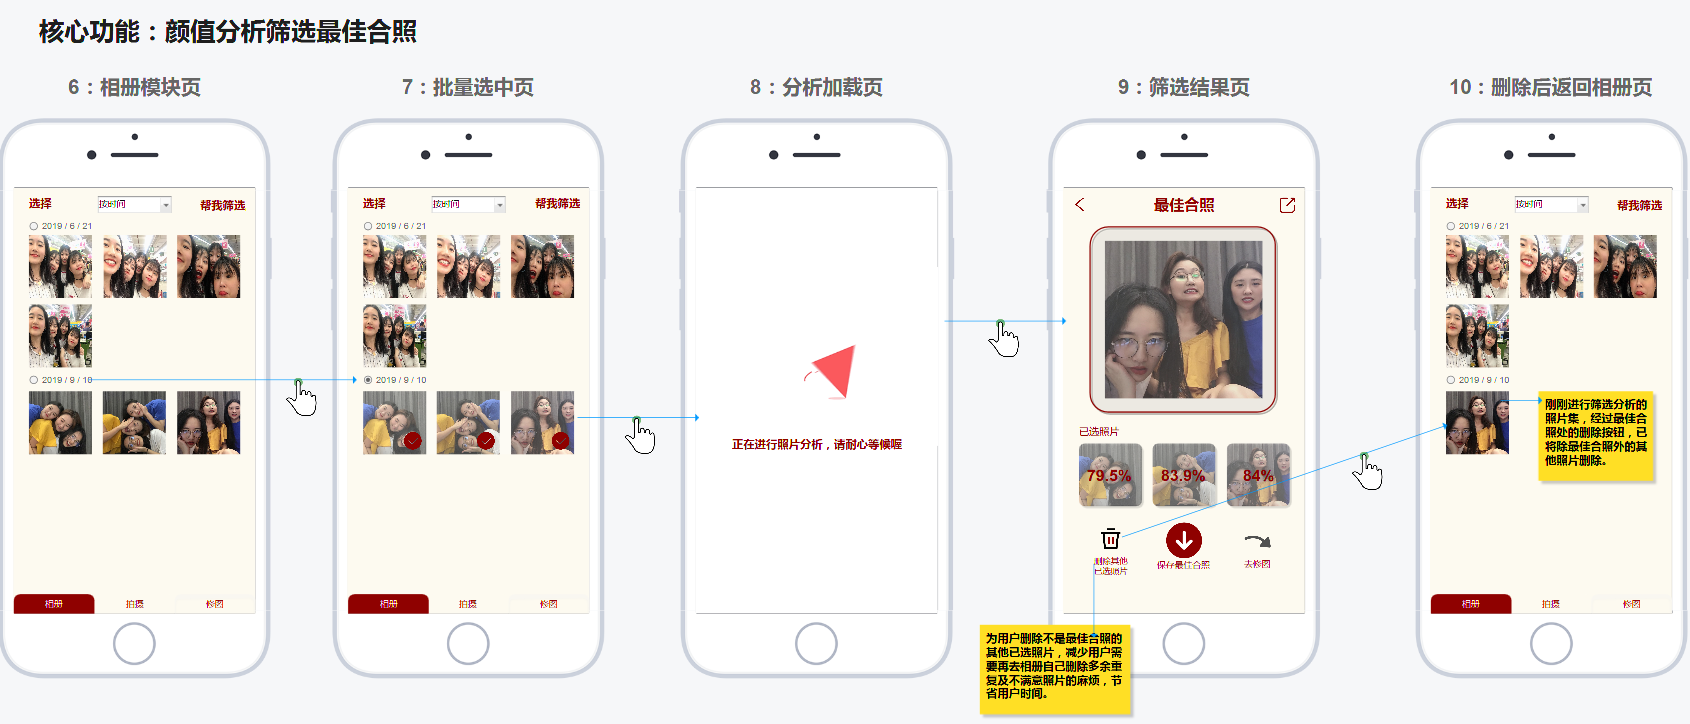 核心功能：颜值分析筛选最佳合照
6：相册模块页
7：批量选中页
8：分析加载页
9：筛选结果页
10：删除后返回相册页
选择
按时间
帮我筛选
2019 / 6 / 21
2019 / 9 / 10
相册
拍摄
修图
选择
按时间
帮我筛选
2019 / 6 / 21
2019 / 9 / 10
相册
拍摄
修图
正在进行照片分析，请耐心等候喔
最佳合照
已选照片
79.5%
83.9%
84%
删除其他
已选照片
保存最佳合照
去修图
为用户删除不是最佳合照的
其他已选照片，减少用户需
要再去相册自己删除多余重
复及不满意照片的麻烦，节
省用户时间。
选择
按时间
帮我筛选
2019 / 6 / 21
2019 / 9 / 10
刚刚进行筛选分析的
照片集，经过最佳合
照处的删除按钮，已
将除最佳合照外的其
他照片删除。
相册
拍摄
修图